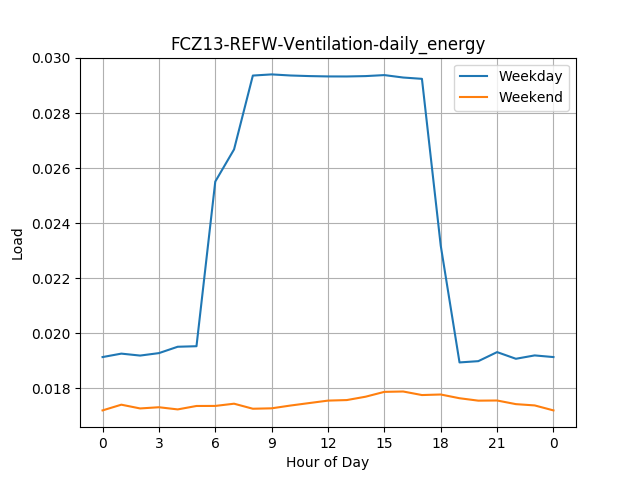 FCZ13-REFW-Ventilation-daily_energy
Weekday
Weekend
0.030
0.028
0.026
0.024
0.022
0.020
0.018
Load
0 3 6 9 12 15 18 21 0
Hour of Day